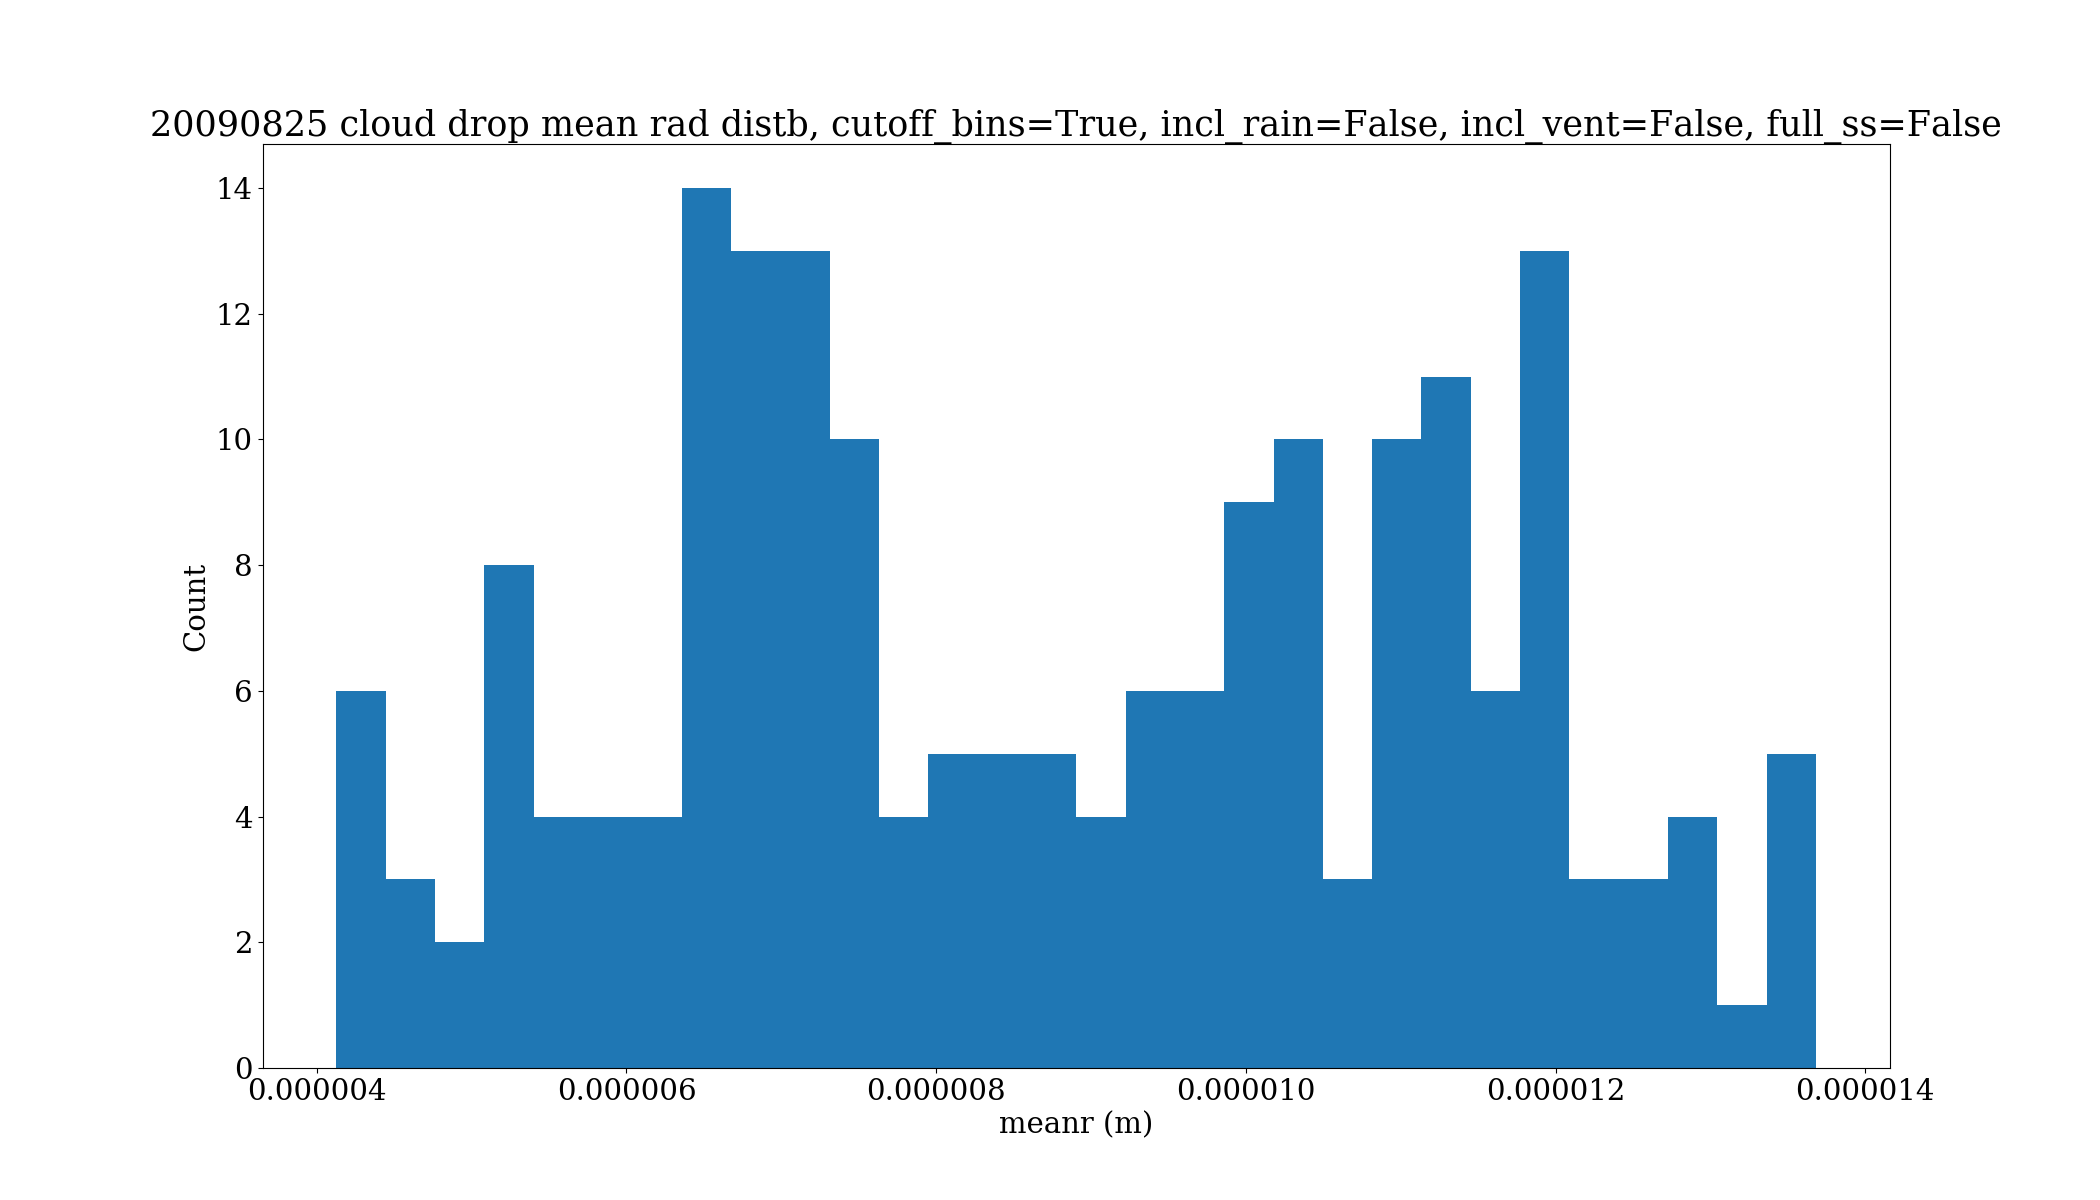 20090825 cloud drop mean rad distb, cutoff_bins=True, incl_rain=False, incl_vent=False, full_ss=False
14
12
10
8
6
4
2
0
Count
0.000004 0.000006 0.000008 0.000010 0.000012 0.000014
meanr (m)